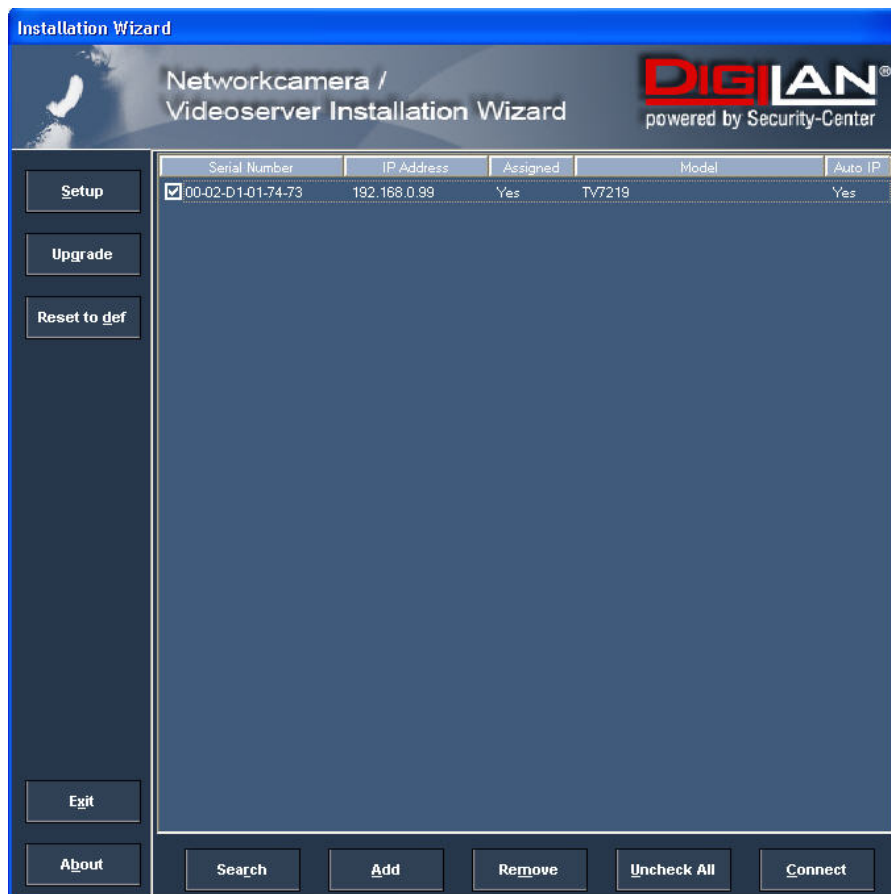 Installation Wizard
Networkcamera /
Videoserver Installation Wizard
DIGILAN®
powered by Security-Center
Serial Number IP Address Assigned Model Auto IP
00-02-D1-01-74-73 192.168.0.99 Yes TV7219 Yes
Setup
Upgrade
Reset to def
Exit
About
Search Add Remove Uncheck All Connect